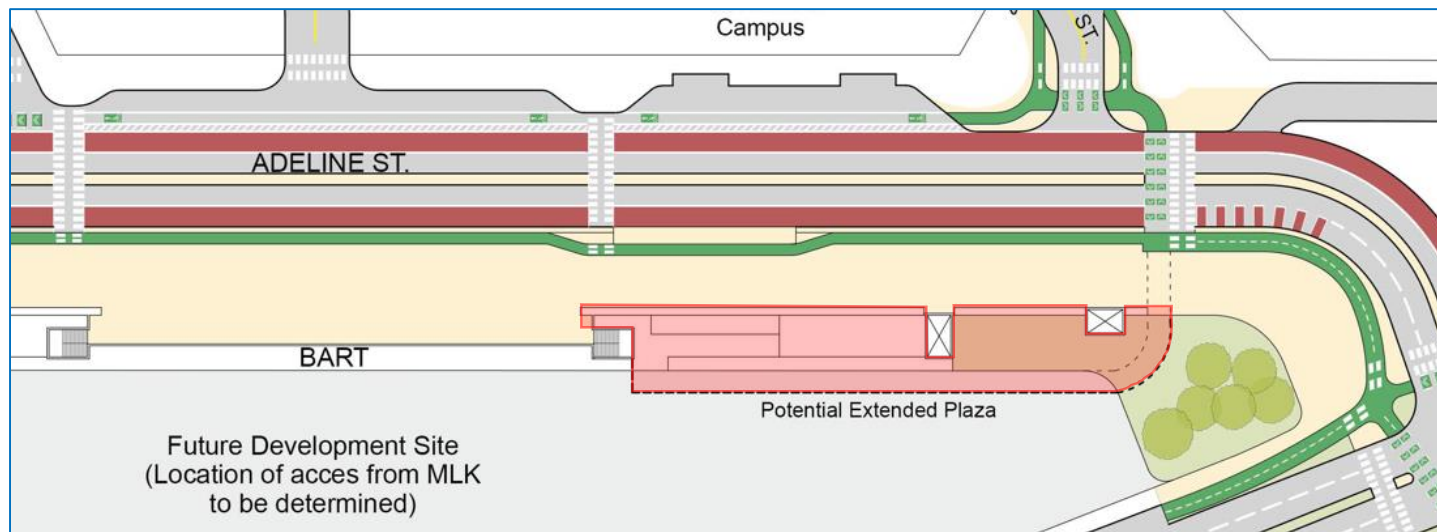 Campus
ST.
ADELINE ST.
BART
Potential Extended Plaza
Future Development Site
(Location of acces from MLK
to be determined)